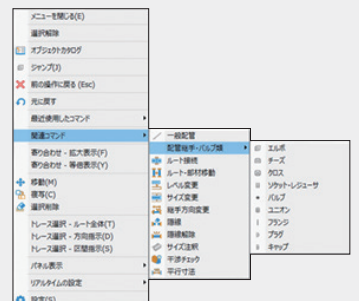 メニューを閉じる(E)
選択解除
オブジェクトカタログ
ジャンプ(J)
前の操作に戻る (Esc)
元に戻す
最近使用したコマンド
関連コマンド
寄り合わせ - 拡大表示(F)
寄り合わせ - 等倍表示(Y)
移動(M)
複写(C)
選択削除
トレース選択 - ルート全体(T)
トレース選択 - 方向指示(D)
トレース選択 - 区間指示(S)
パネル表示
リアルタイムの設定
設定(S)
一般配管
配管継手・バルブ類
ルート接続
ルート-部材移動
レベル変更
サイズ変更
継手方向変更
隠線
隠線解除
サイズ注釈
干渉チェック
平行寸法
エルボ
チーズ
クロス
ソケット・レジューサ
バルブ
ユニオン
フランジ
プラグ
キャップ